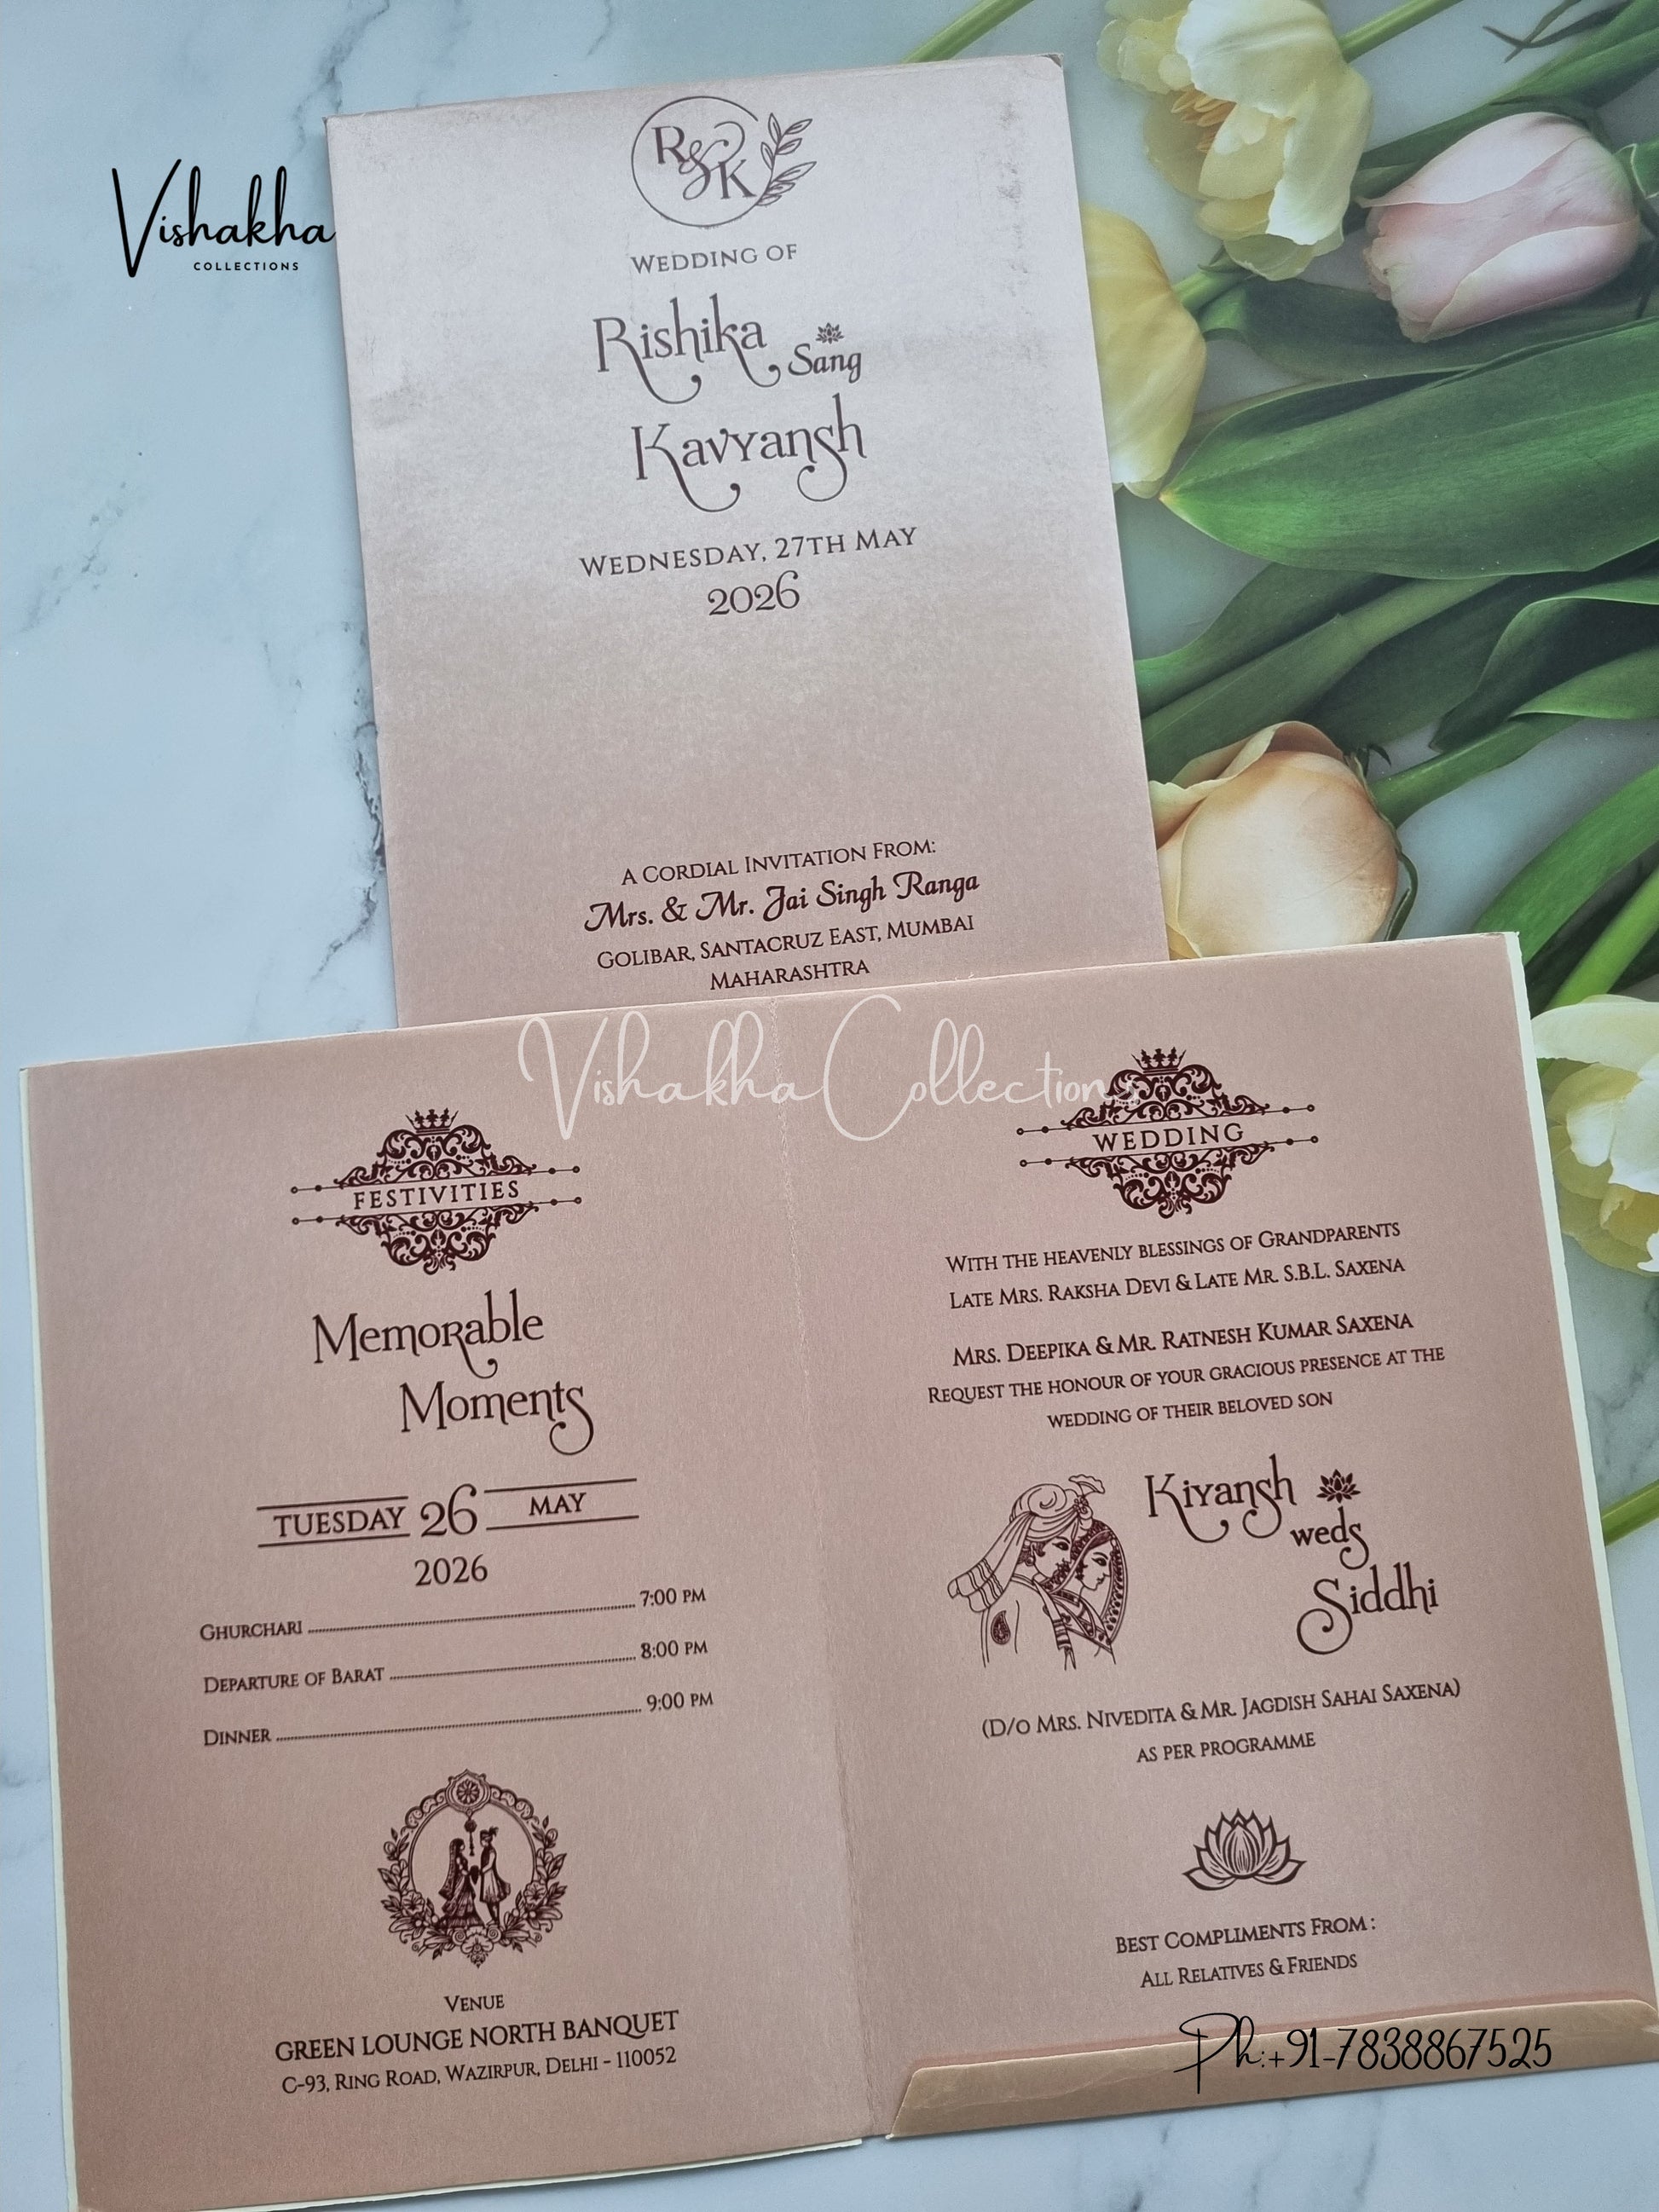 Vishakha
COLLECTIONS
R & K
WEDDING OF
Rishika Sang
Kavyansh
WEDNESDAY, 27TH MAY
2026
A CORDIAL INVITATION FROM:
Mrs. & Mr. Jai Singh Ranga
GOLIBAR, SANTACRUZ EAST, MUMBAI
MAHARASHTRA
Vishakha Collections
FESTIVITIES
Memorable
Moments
TUESDAY 26 MAY
2026
GHURCHARI 7:00 PM
DEPARTURE OF BARAT 8:00 PM
DINNER 9:00 PM
VENUE
GREEN LOUNGE NORTH BANQUET
C-93, RING ROAD, WAZIRPUR, DELHI - 110052
WEDDING
WITH THE HEAVENLY BLESSINGS OF GRANDPARENTS
LATE MRS. RAKSHA DEVI & LATE MR. S.B.L. SAXENA
MRS. DEEPIKA & MR. RATNESH KUMAR SAXENA
REQUEST THE HONOUR OF YOUR GRACIOUS PRESENCE AT THE
WEDDING OF THEIR BELOVED SON
Kiyansh
weds
Siddhi
(D/O MRS. NIVEDITA & MR. JAGDISH SAHAI SAXENA)
AS PER PROGRAMME
BEST COMPLIMENTS FROM :
ALL RELATIVES & FRIENDS
Ph:+91-7838867525